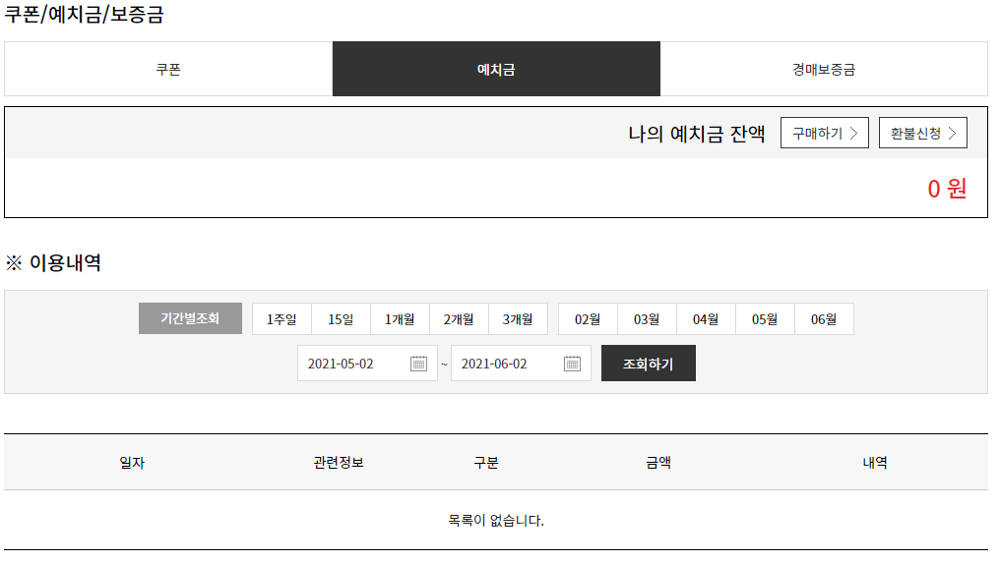 쿠폰/예치금/보증금
쿠폰 예치금 경매보증금
나의 예치금 잔액 구매하기 환불신청
0 원
※ 이용내역
기간별조회 1주일 15일 1개월 2개월 3개월 02월 03월 04월 05월 06월
2021-05-02 ~ 2021-06-02 조회하기
일자 관련정보 구분 금액 내역
목록이 없습니다.